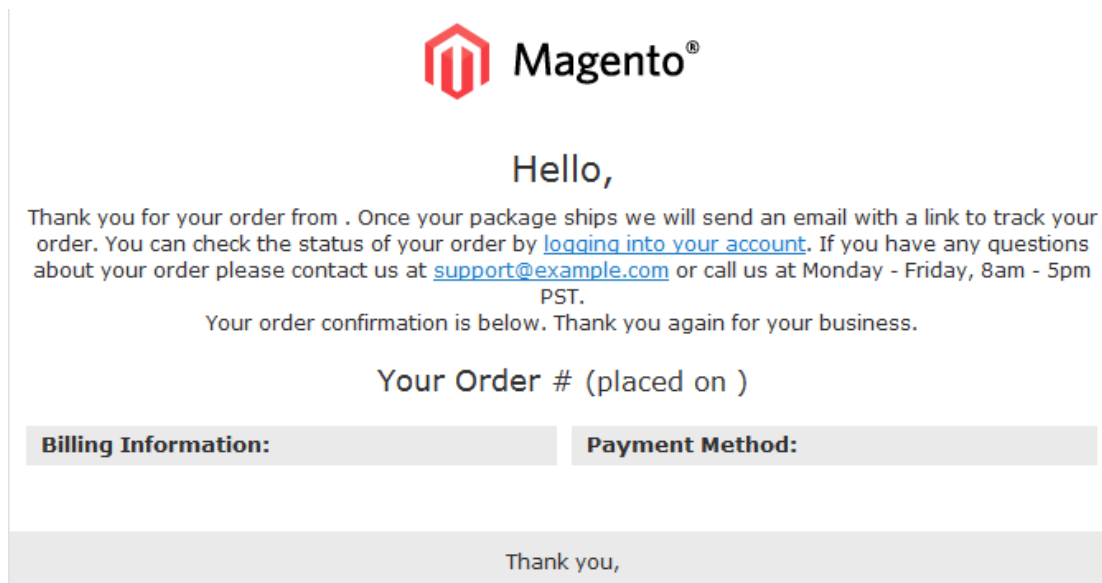 Magento®
Hello,
Thank you for your order from . Once your package ships we will send an email with a link to track your
order. You can check the status of your order by logging into your account. If you have any questions
about your order please contact us at support@example.com or call us at Monday - Friday, 8am - 5pm
PST.
Your order confirmation is below. Thank you again for your business.
Your Order # (placed on )
Billing Information:
Payment Method:
Thank you,